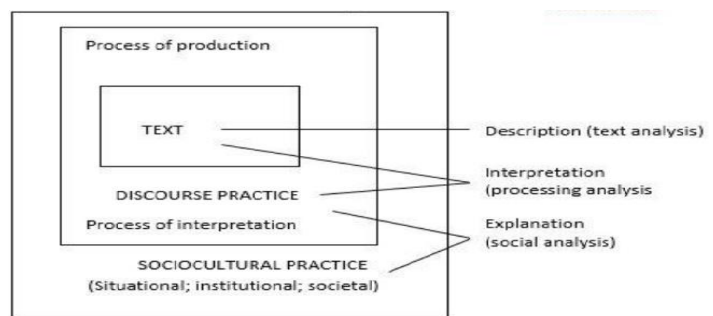 Process of production
TEXT
Description (text analysis)
Interpretation
(processing analysis
DISCOURSE PRACTICE
Process of interpretation
Explanation
(social analysis)
SOCIOCULTURAL PRACTICE
(Situational; institutional; societal)